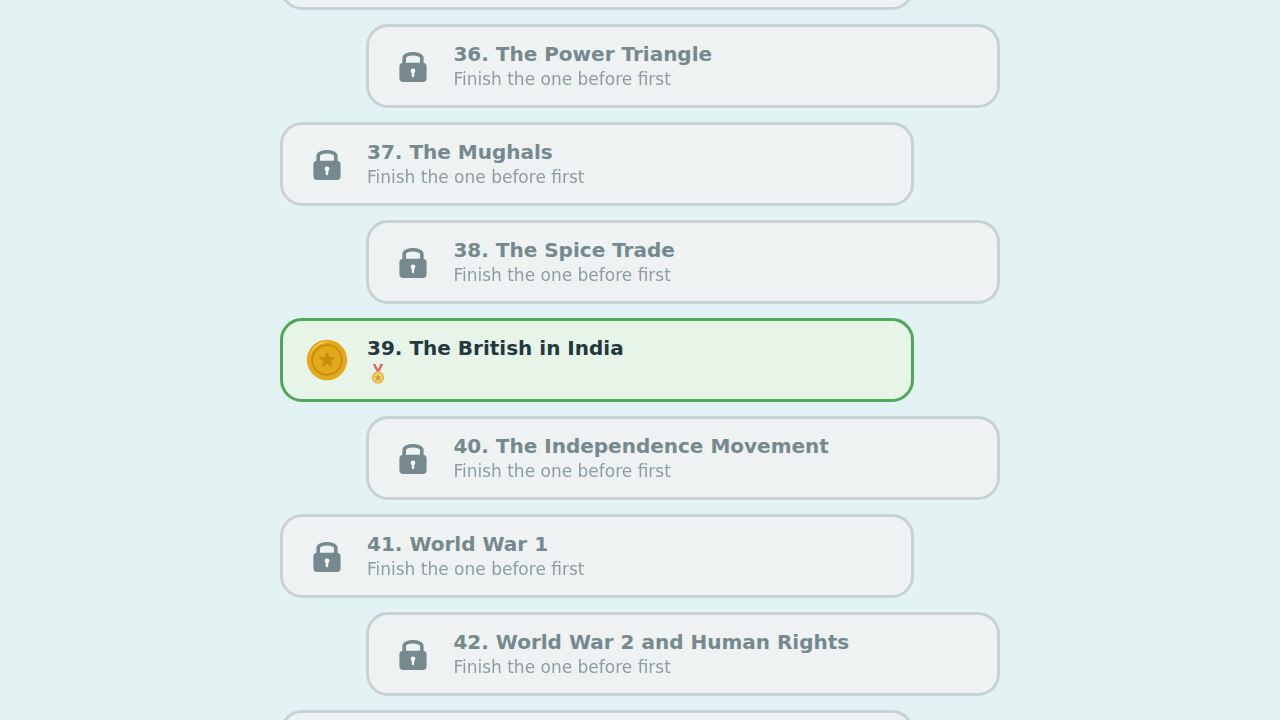 36. The Power Triangle
Finish the one before first
37. The Mughals
Finish the one before first
38. The Spice Trade
Finish the one before first
39. The British in India
40. The Independence Movement
Finish the one before first
41. World War 1
Finish the one before first
42. World War 2 and Human Rights
Finish the one before first